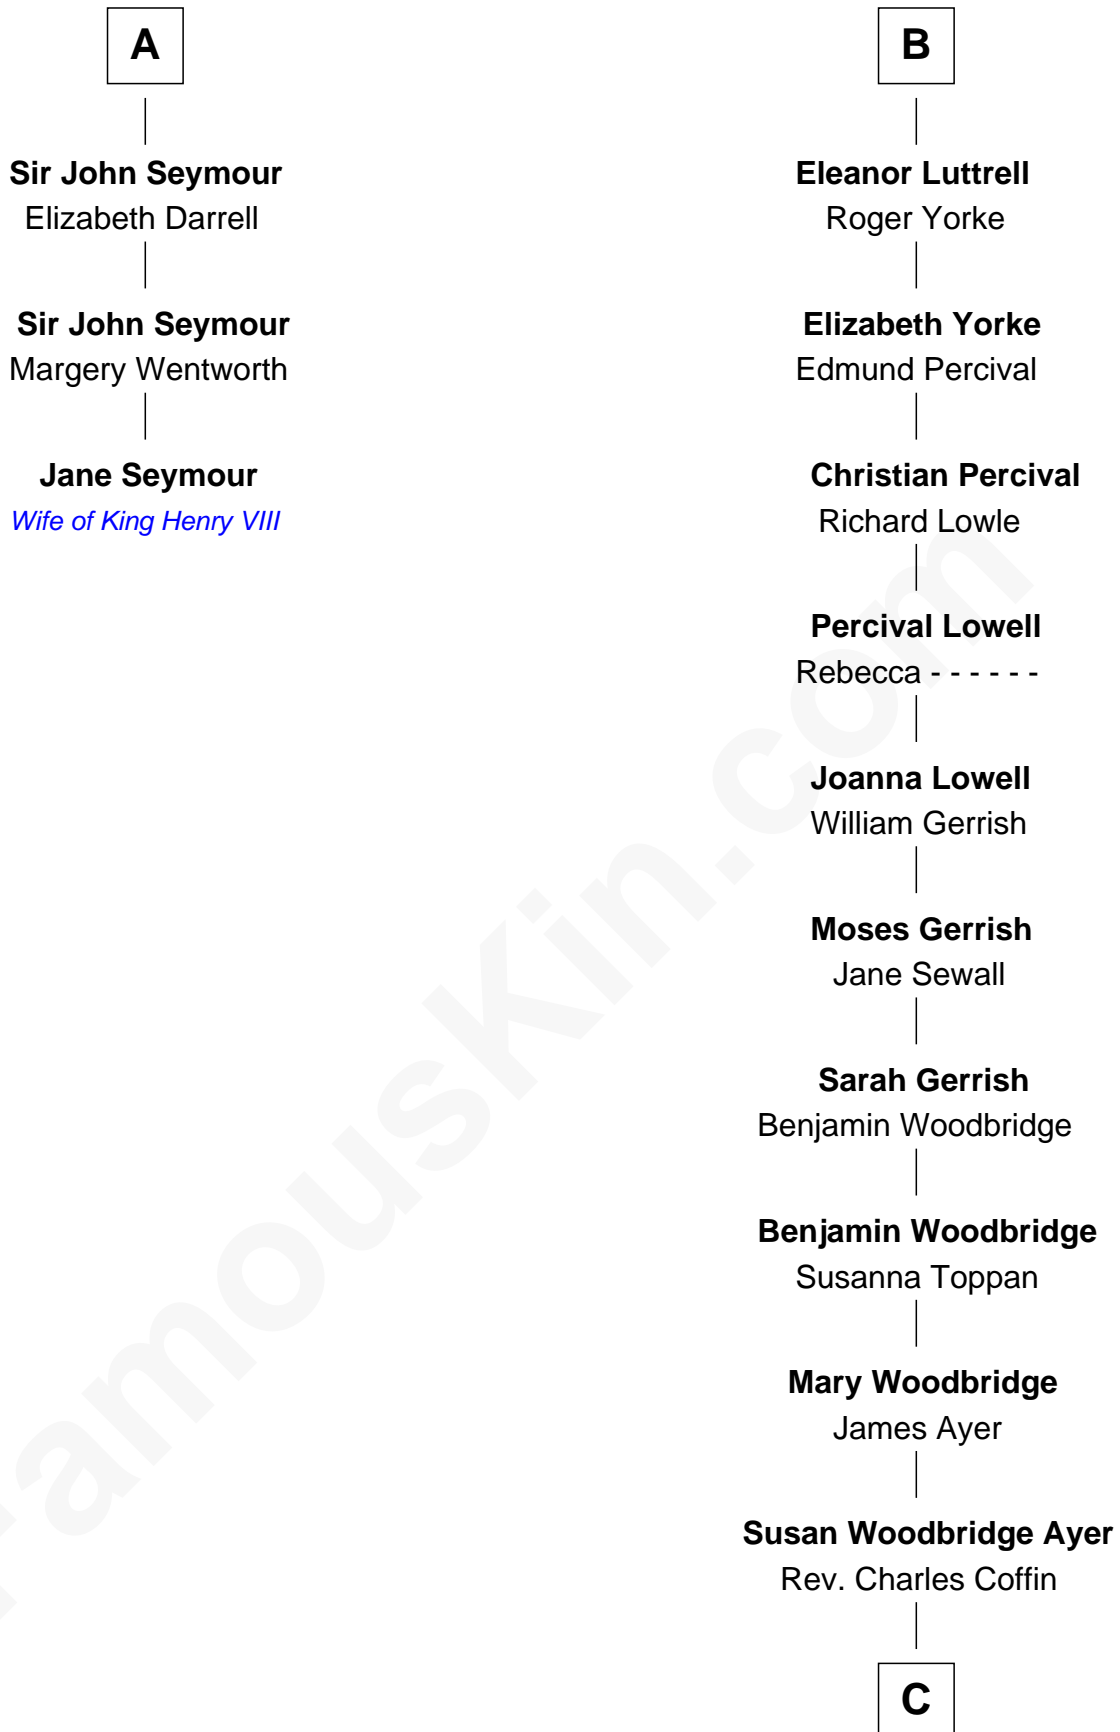 A
Sir John Seymour
Elizabeth Darrell
Sir John Seymour
Margery Wentworth
Jane Seymour
Wife of King Henry VIII
B
Eleanor Luttrell
Roger Yorke
Elizabeth Yorke
Edmund Percival
Christian Percival
Richard Lowle
Percival Lowell
Rebecca - - - - - -
Joanna Lowell
William Gerrish
Moses Gerrish
Jane Sewall
Sarah Gerrish
Benjamin Woodbridge
Benjamin Woodbridge
Susanna Toppan
Mary Woodbridge
James Ayer
Susan Woodbridge Ayer
Rev. Charles Coffin
C
FamousKin.com